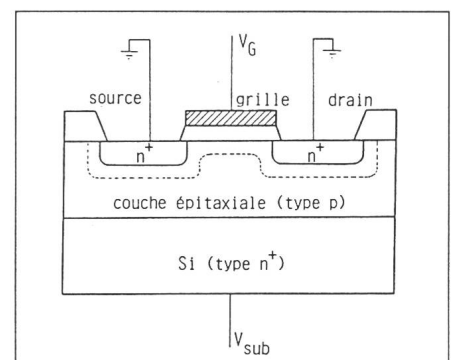 V_G
source grille drain
n⁺ n⁺
couche épitaxiale (type p)
Si (type n⁺)
V_sub